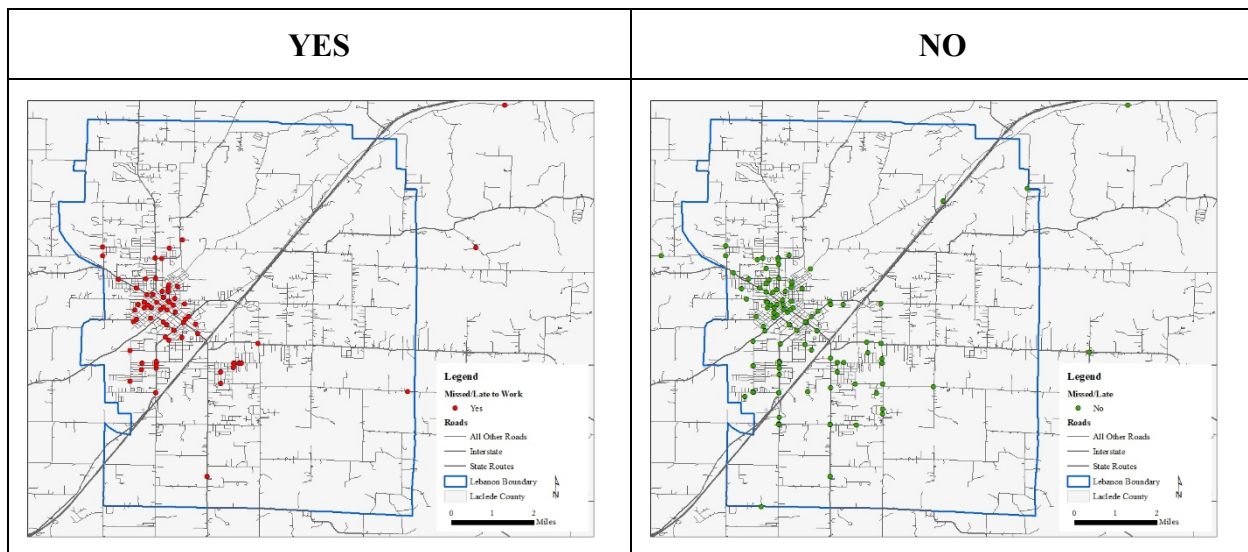 YES
NO
Legend
Missed/Late to Work
Yes
Roads
All Other Roads
Interstate
State Routes
Lebanon Boundary
Laclede County
N
0 1 2
Miles
Legend
Missed/Late
No
Roads
All Other Roads
Interstate
State Routes
Lebanon Boundary
Laclede County
N
0 1 2
Miles